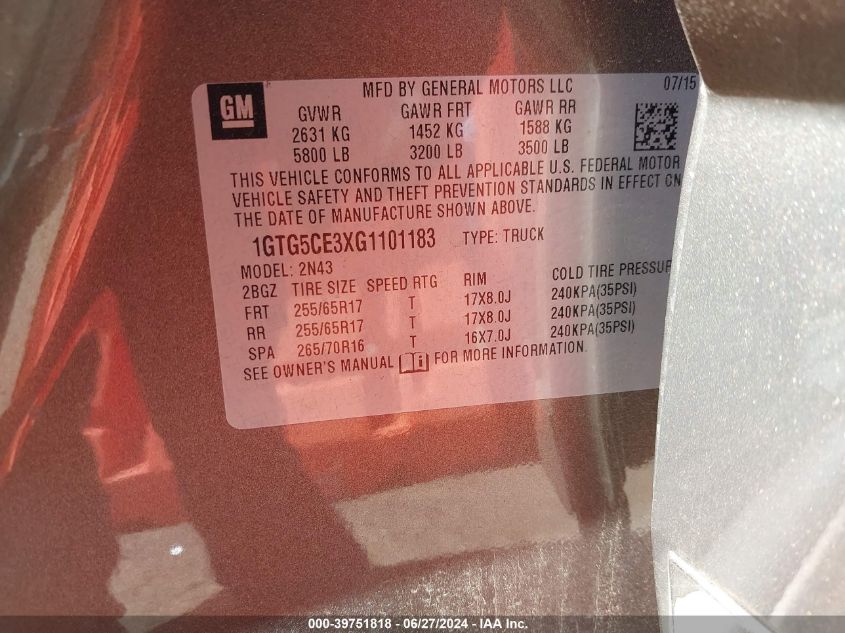 MFD BY GENERAL MOTORS LLC 07/15
GM
GVWR GAWR FRT GAWR RR
2631 KG 1452 KG 1588 KG
5800 LB 3200 LB 3500 LB
THIS VEHICLE CONFORMS TO ALL APPLICABLE U.S. FEDERAL MOTOR
VEHICLE SAFETY AND THEFT PREVENTION STANDARDS IN EFFECT ON
THE DATE OF MANUFACTURE SHOWN ABOVE.
1GTG5CE3XG1101183 TYPE: TRUCK
MODEL: 2N43
2BGZ TIRE SIZE SPEED RTG RIM COLD TIRE PRESSUR
FRT 255/65R17 T 17X8.0J 240KPA(35PSI)
RR 255/65R17 T 17X8.0J 240KPA(35PSI)
SPA 265/70R16 T 16X7.0J 240KPA(35PSI)
SEE OWNER'S MANUAL FOR MORE INFORMATION.
000-39751818 - 06/27/2024 - IAA Inc.